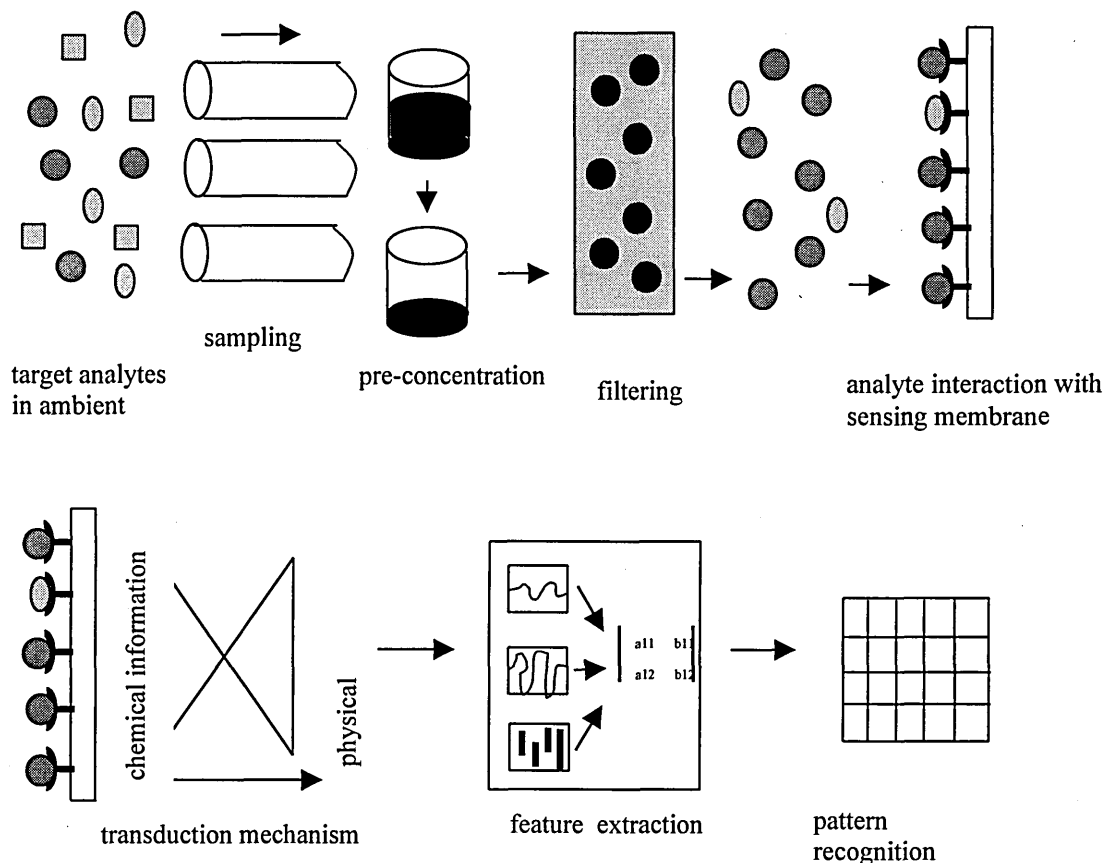 sampling
target analytes
in ambient
pre-concentration
filtering
analyte interaction with
sensing membrane
chemical information
physical
transduction mechanism
a11 b11
a12 b12
feature extraction
pattern
recognition